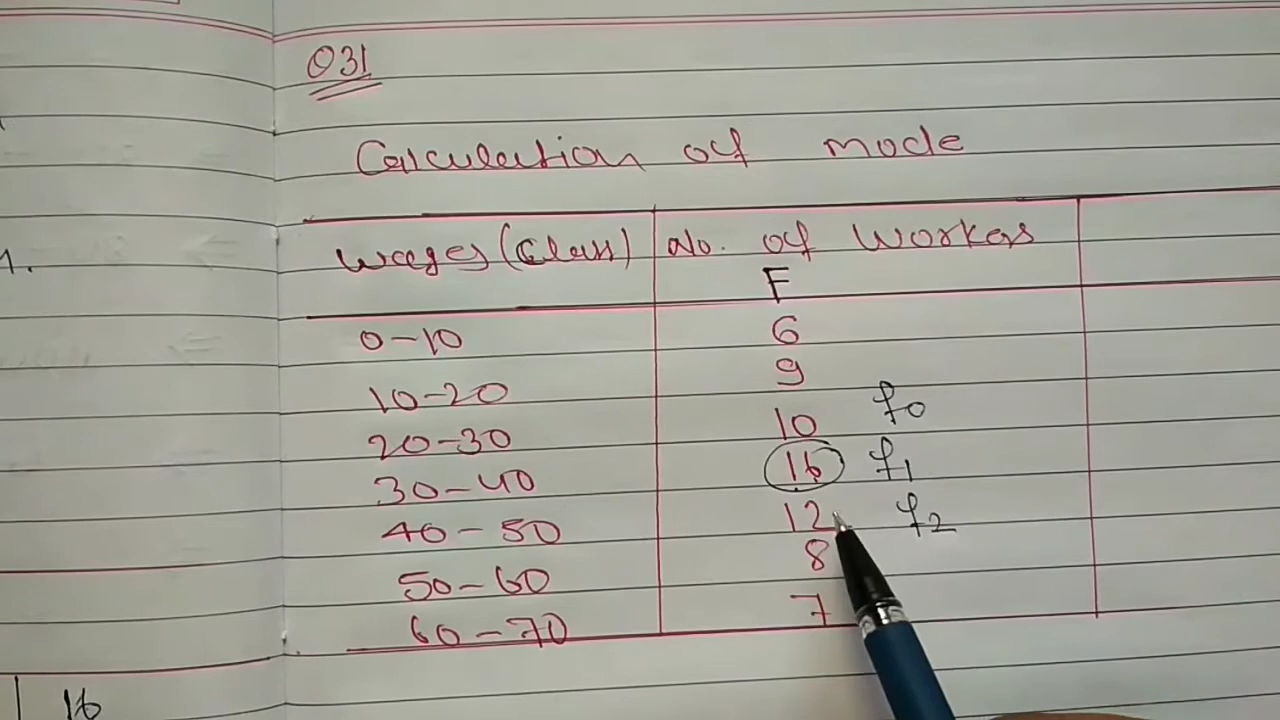 Q31
Calculation of mode
1.
Wages (Class) No. of Workers
F
0-10 6
10-20 9
20-30 10 f0
30-40 16 f1
40-50 12 f2
50-60 8
60-70 7
16